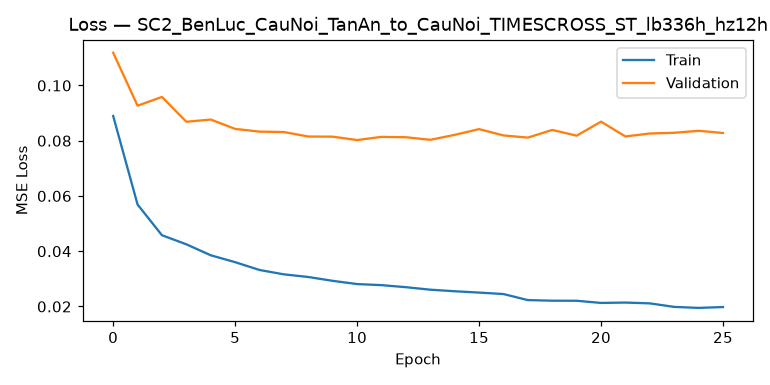 Loss — SC2_BenLuc_CauNoi_TanAn_to_CauNoi_TIMESCROSS_ST_lb336h_hz12h
Train
Validation
0.10
0.08
0.06
0.04
0.02
MSE Loss
0 5 10 15 20 25
Epoch